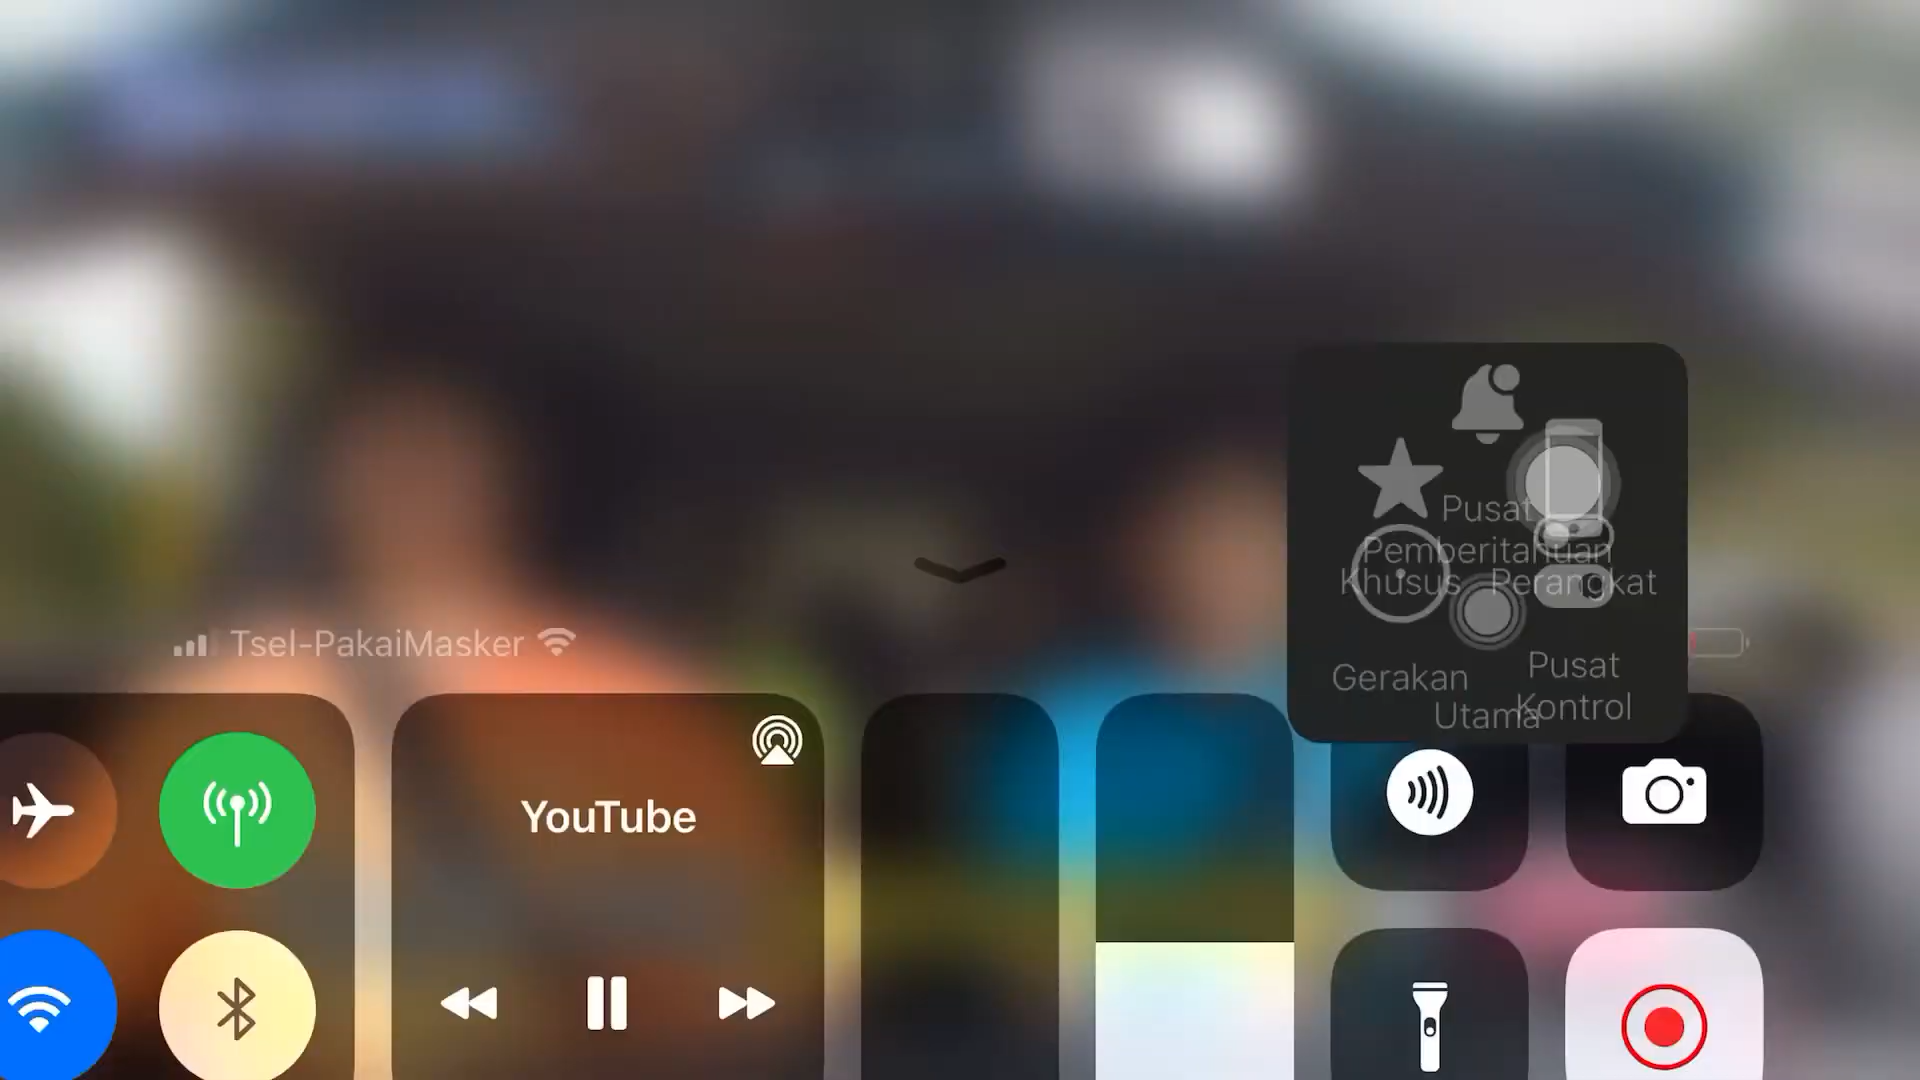 Pusat
Pemberitahuan
Khusus
Perangkat
Tsel-PakaiMasker
Gerakan
Pusat
Kontrol
Utama
YouTube